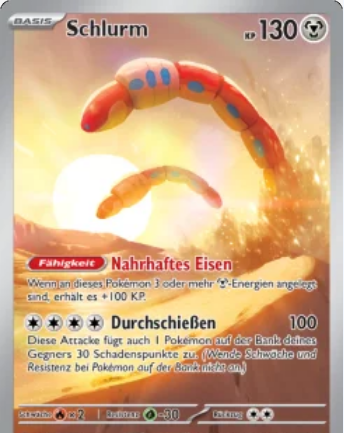 BASIS Schlurm KP 130
Fähigkeit Nahrhaftes Eisen
Wenn an dieses Pokémon 3 oder mehr -Energien angelegt
sind, erhält es +100 KP.
Durchschießen 100
Diese Attacke fügt auch 1 Pokémon auf der Bank deines
Gegners 30 Schadenspunkte zu. (Wende Schwäche und
Resistenz bei Pokémon auf der Bank nicht an.)
Schwäche ×2 Resistenz -30 Rückzug